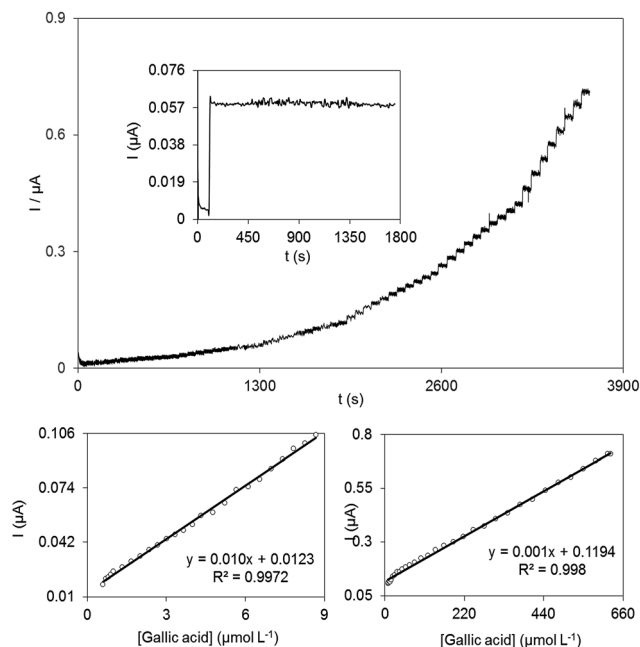 0.9
0.6
0.3
0
I / µA
0
1300
2600
3900
t (s)
0.076
0.057
0.038
0.019
0
I (µA)
0
450
900
1350
1800
t (s)
0.106
0.074
0.042
0.01
I (µA)
y = 0.010x + 0.0123
R² = 0.9972
0
3
6
9
[Gallic acid] (µmol L⁻¹)
0.8
0.55
0.3
0.05
I (µA)
y = 0.001x + 0.1194
R² = 0.998
0
220
440
660
[Gallic acid] (µmol L⁻¹)